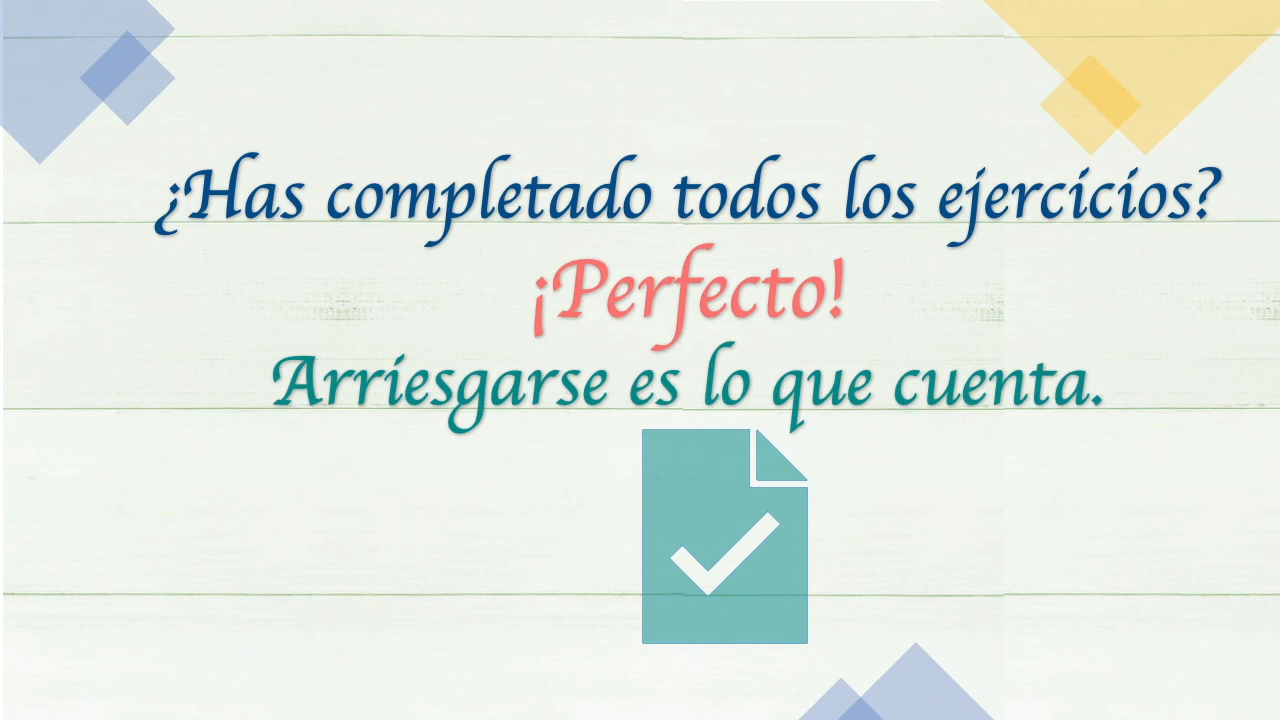 ¿Has completado todos los ejercicios?
¡Perfecto!
Arriesgarse es lo que cuenta.